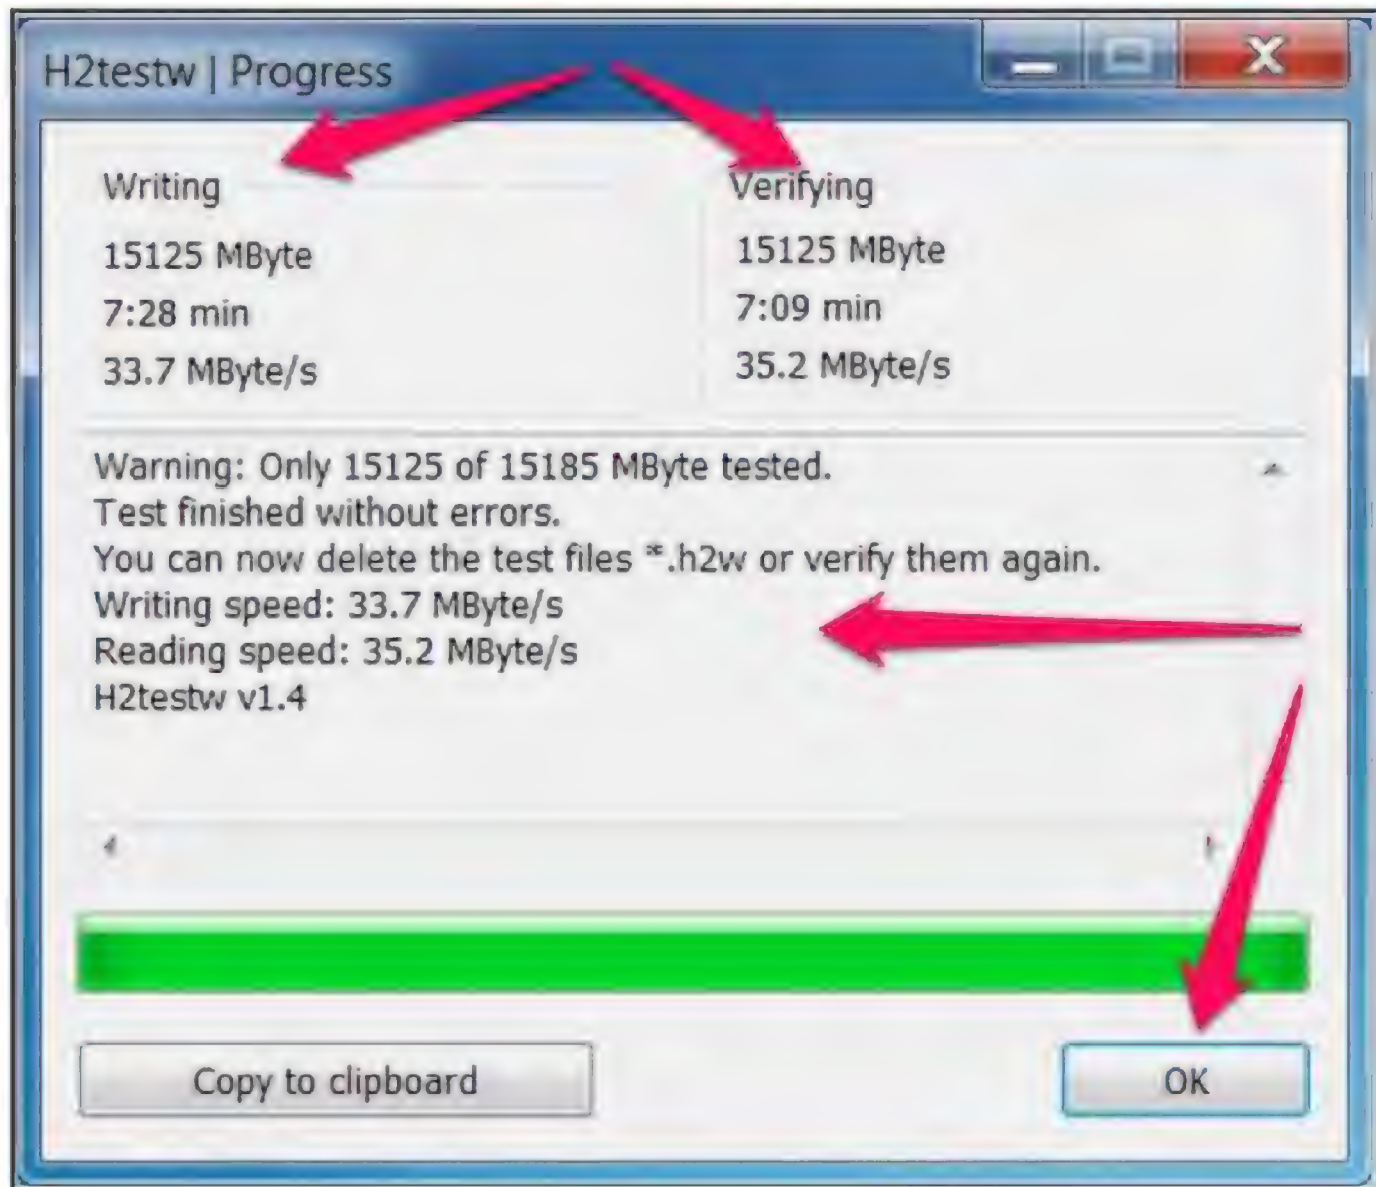 H2testw | Progress
Writing
15125 MByte
7:28 min
33.7 MByte/s
Verifying
15125 MByte
7:09 min
35.2 MByte/s
Warning: Only 15125 of 15185 MByte tested.
Test finished without errors.
You can now delete the test files *.h2w or verify them again.
Writing speed: 33.7 MByte/s
Reading speed: 35.2 MByte/s
H2testw v1.4
Copy to clipboard
OK